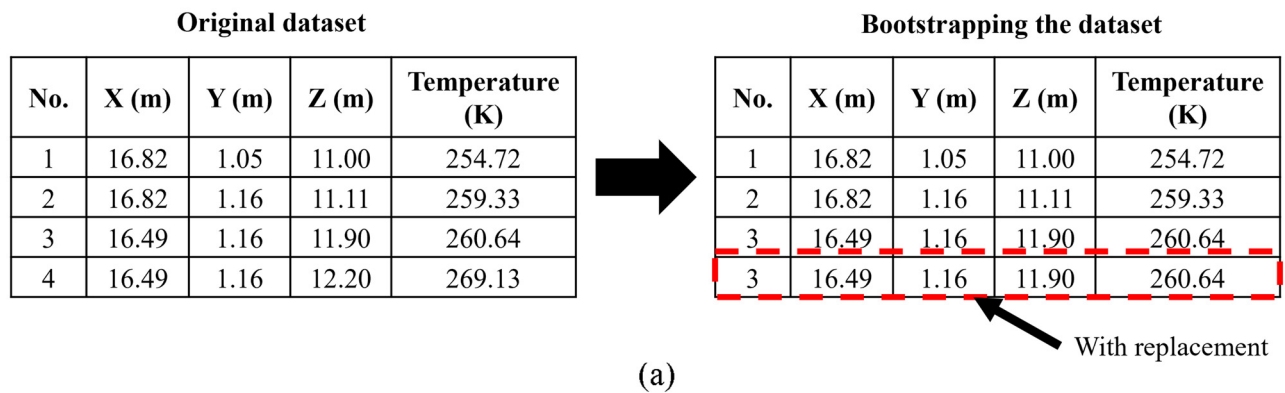 Original dataset
No. X (m) Y (m) Z (m) Temperature (K)
1 16.82 1.05 11.00 254.72
2 16.82 1.16 11.11 259.33
3 16.49 1.16 11.90 260.64
4 16.49 1.16 12.20 269.13
Bootstrapping the dataset
No. X (m) Y (m) Z (m) Temperature (K)
1 16.82 1.05 11.00 254.72
2 16.82 1.16 11.11 259.33
3 16.49 1.16 11.90 260.64
3 16.49 1.16 11.90 260.64
With replacement
(a)